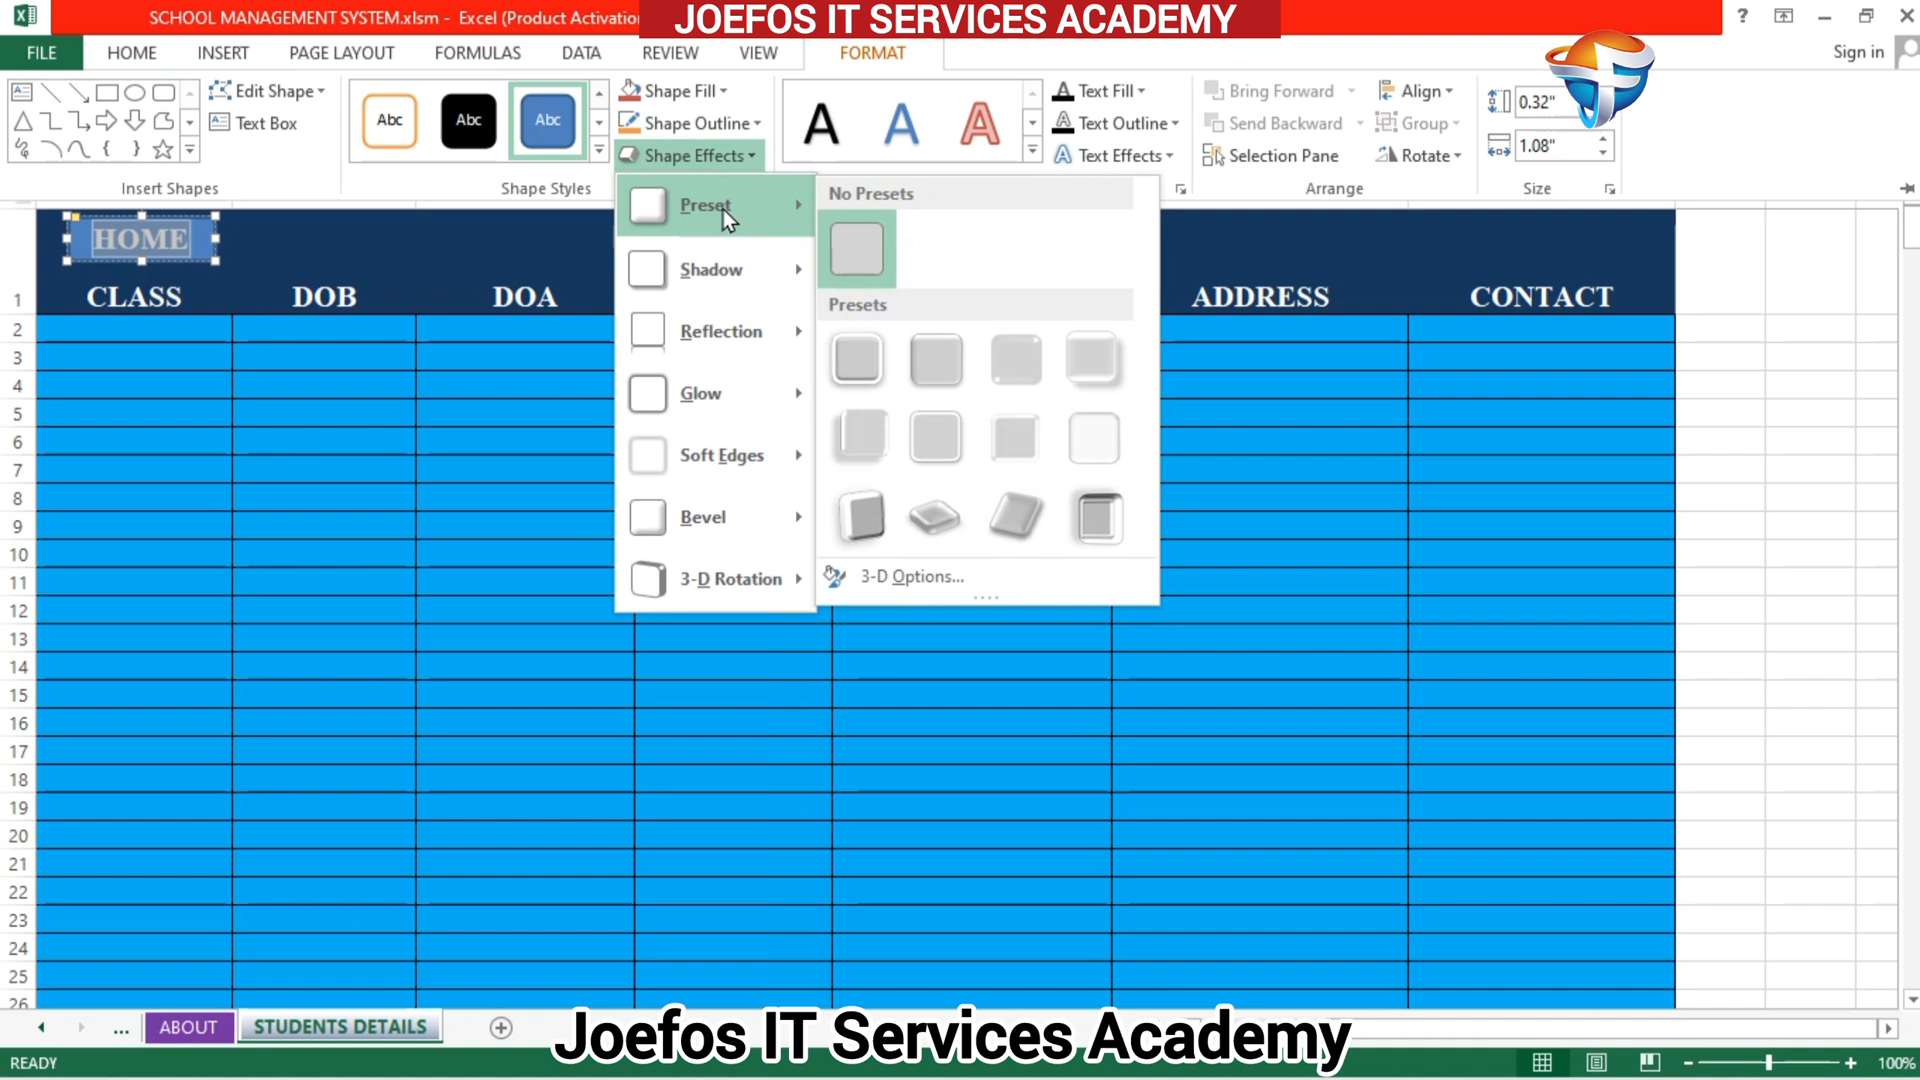 SCHOOL MANAGEMENT SYSTEM.xlsm - Excel (Product Activatio
JOEFOS IT SERVICES ACADEMY
?
FILE HOME INSERT PAGE LAYOUT FORMULAS DATA REVIEW VIEW FORMAT Sign in
Edit Shape
Text Box
Insert Shapes
Abc Abc Abc
Shape Styles
Shape Fill
Shape Outline
Shape Effects
A A A
Text Fill
Text Outline
Text Effects
Bring Forward
Send Backward
Selection Pane
Align
Group
Rotate
Arrange
0.32"
1.08"
Size
Preset
Shadow
Reflection
Glow
Soft Edges
Bevel
3-D Rotation
No Presets
Presets
3-D Options...
HOME
1 CLASS DOB DOA ADDRESS CONTACT
2
3
4
5
6
7
8
9
10
11
12
13
14
15
16
17
18
19
20
21
22
23
24
25
26
... ABOUT STUDENTS DETAILS
Joefos IT Services Academy
READY 100%